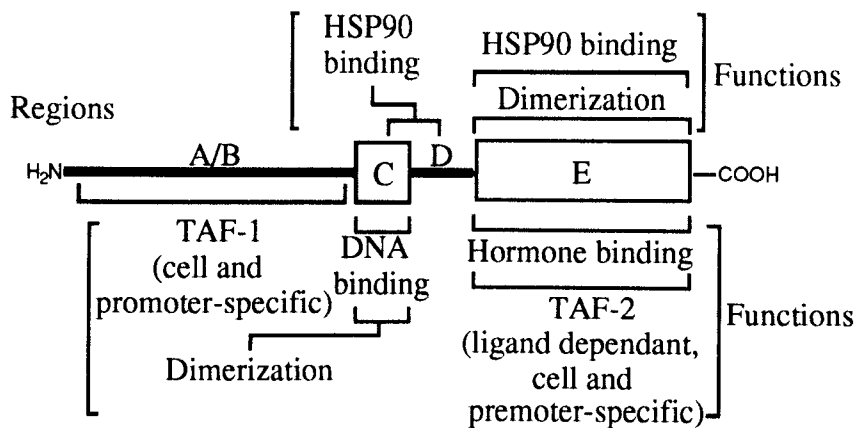 HSP90
binding
HSP90 binding
Functions
Dimerization
Regions
H₂N
A/B
C
D
E
COOH
TAF-1
(cell and
promoter-specific)
DNA
binding
Dimerization
Hormone binding
TAF-2
(ligand dependant,
cell and
premoter-specific)
Functions